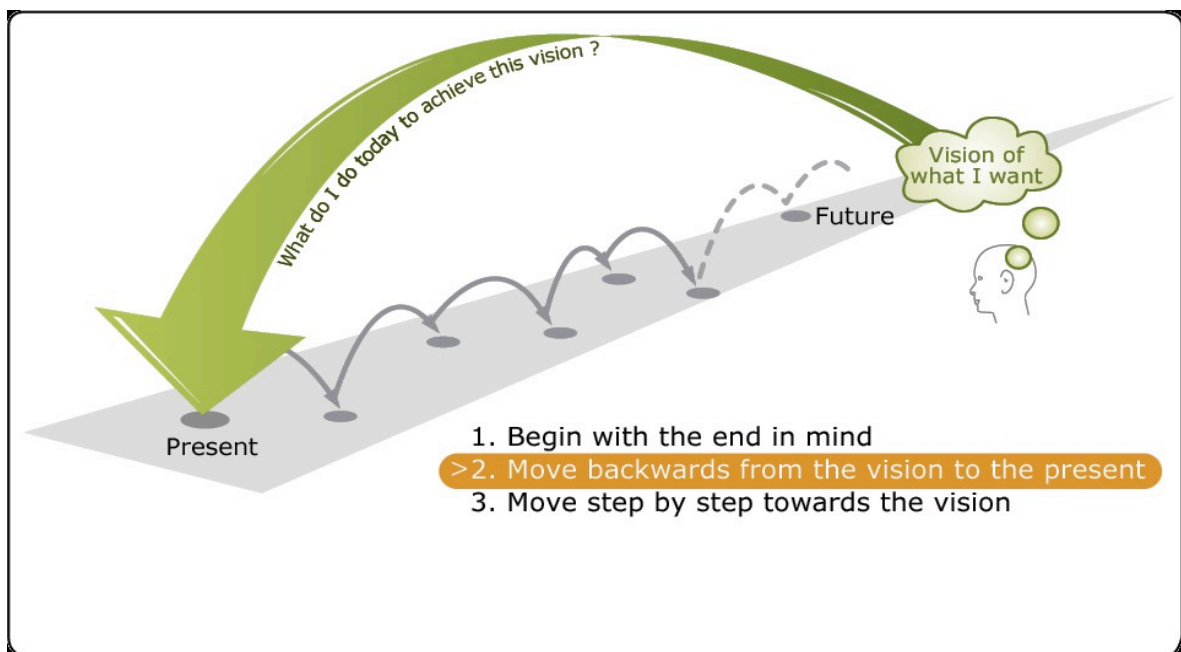 What do I do today to achieve this vision ?
Vision of
what I want
Future
Present
1. Begin with the end in mind
>2. Move backwards from the vision to the present
3. Move step by step towards the vision